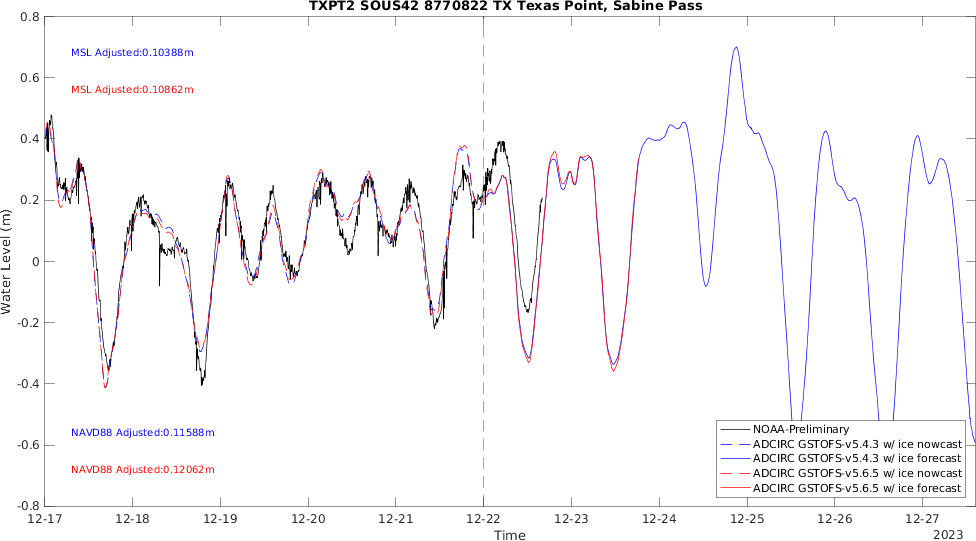 TXPT2 SOUS42 8770822 TX Texas Point, Sabine Pass
0.8
0.6
0.4
0.2
0
-0.2
-0.4
-0.6
-0.8
Water Level (m)
MSL Adjusted:0.10388m
MSL Adjusted:0.10862m
NAVD88 Adjusted:0.11588m
NAVD88 Adjusted:0.12062m
NOAA-Preliminary
ADCIRC GSTOFS-v5.4.3 w/ ice nowcast
ADCIRC GSTOFS-v5.4.3 w/ ice forecast
ADCIRC GSTOFS-v5.6.5 w/ ice nowcast
ADCIRC GSTOFS-v5.6.5 w/ ice forecast
12-17 12-18 12-19 12-20 12-21 12-22 12-23 12-24 12-25 12-26 12-27
Time
2023